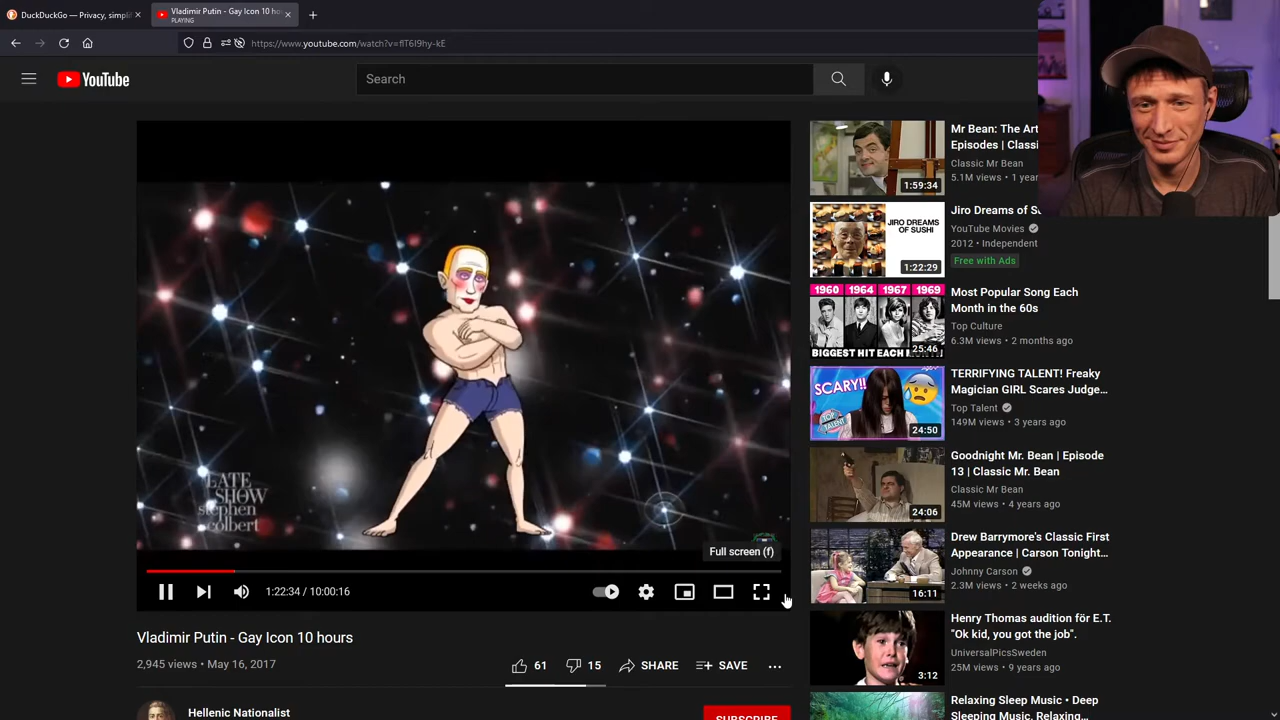 DuckDuckGo — Privacy, simplifi
Vladimir Putin - Gay Icon 10 ho
PLAYING
https://www.youtube.com/watch?v=flT6I9hy-kE
YouTube
Search
LATE
SHOW
stephen
colbert
Full screen (f)
1:22:34 / 10:00:16
Vladimir Putin - Gay Icon 10 hours
2,945 views • May 16, 2017
61
15
SHARE
SAVE
Hellenic Nationalist
SUBSCRIBE
Mr Bean: The Art
Episodes | Classi
Classic Mr Bean
5.1M views • 1 year
1:59:34
JIRO DREAMS
OF SUSHI
1:22:29
Jiro Dreams of Su
YouTube Movies
2012 • Independent
Free with Ads
1960 1964 1967 1969
BIGGEST HIT EACH MONTH
25:46
Most Popular Song Each
Month in the 60s
Top Culture
6.3M views • 2 months ago
SCARY!!
TOP
TALENT
24:50
TERRIFYING TALENT! Freaky
Magician GIRL Scares Judge...
Top Talent
149M views • 3 years ago
24:06
Goodnight Mr. Bean | Episode
13 | Classic Mr. Bean
Classic Mr Bean
45M views • 4 years ago
16:11
Drew Barrymore's Classic First
Appearance | Carson Tonight...
Johnny Carson
2.3M views • 2 weeks ago
3:12
Henry Thomas audition för E.T.
"Ok kid, you got the job".
UniversalPicsSweden
25M views • 9 years ago
Relaxing Sleep Music • Deep
Sleeping Music, Relaxing